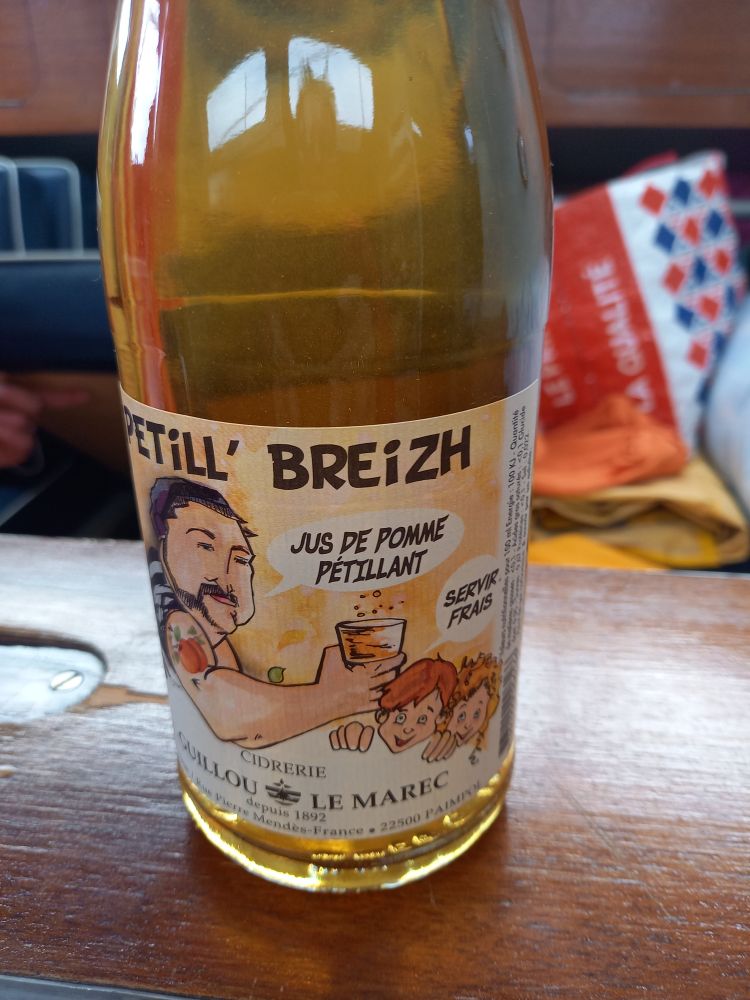 PETiLL' BREiZH
JUS DE POMME
PÉTILLANT
SERVIR
FRAIS
CIDRERIE
GUILLOU LE MAREC
depuis 1892
Rue Pierre Mendès-France • 22500 PAIMPOL
LA QUALITÉ